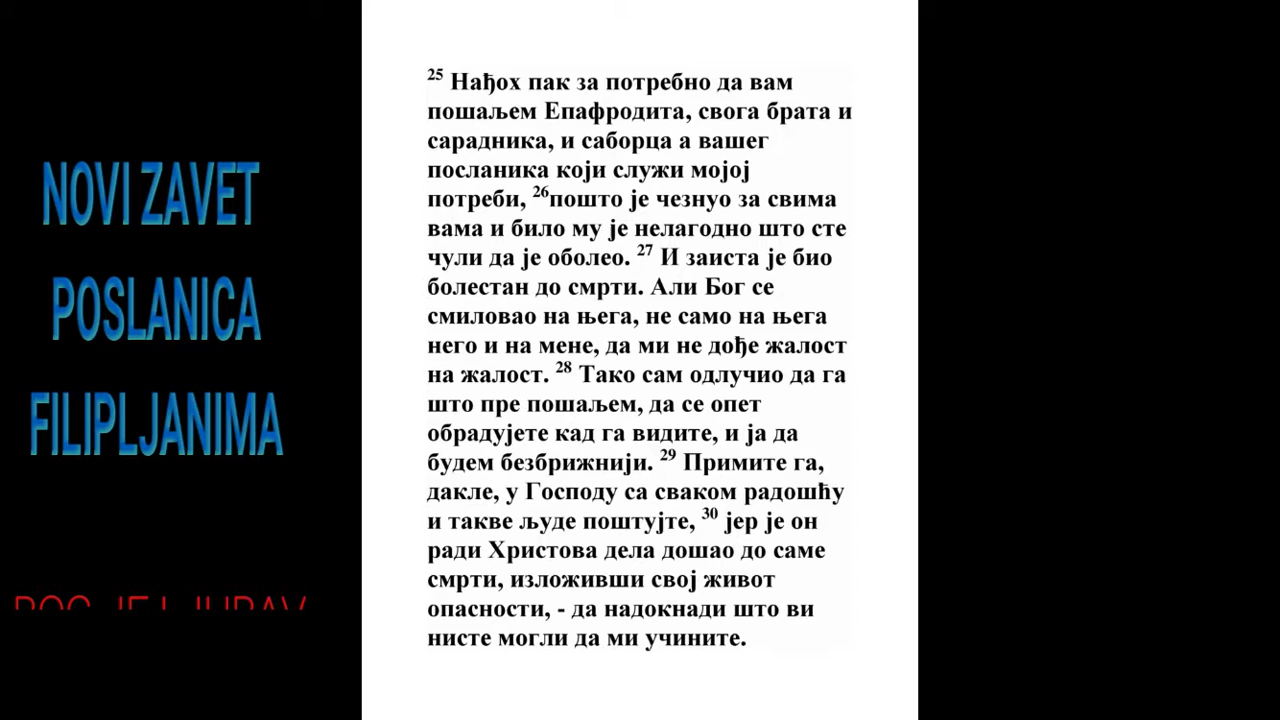 NOVI ZAVET
POSLANICA
FILIPLJANIMA
25 Нађох пак за потребно да вам
пошаљем Епафродита, свога брата и
сарадника, и саборца а вашег
посланика који служи мојој
потреби, 26пошто је чезнуо за свима
вама и било му је нелагодно што сте
чули да је оболео. 27 И заиста је био
болестан до смрти. Али Бог се
смиловао на њега, не само на њега
него и на мене, да ми не дође жалост
на жалост. 28 Тако сам одлучио да га
што пре пошаљем, да се опет
обрадујете кад га видите, и ја да
будем безбрижнији. 29 Примите га,
дакле, у Господу са сваком радошћу
и такве људе поштујте, 30 јер је он
ради Христова дела дошао до саме
смрти, изложивши свој живот
опасности, - да надокнади што ви
нисте могли да ми учините.